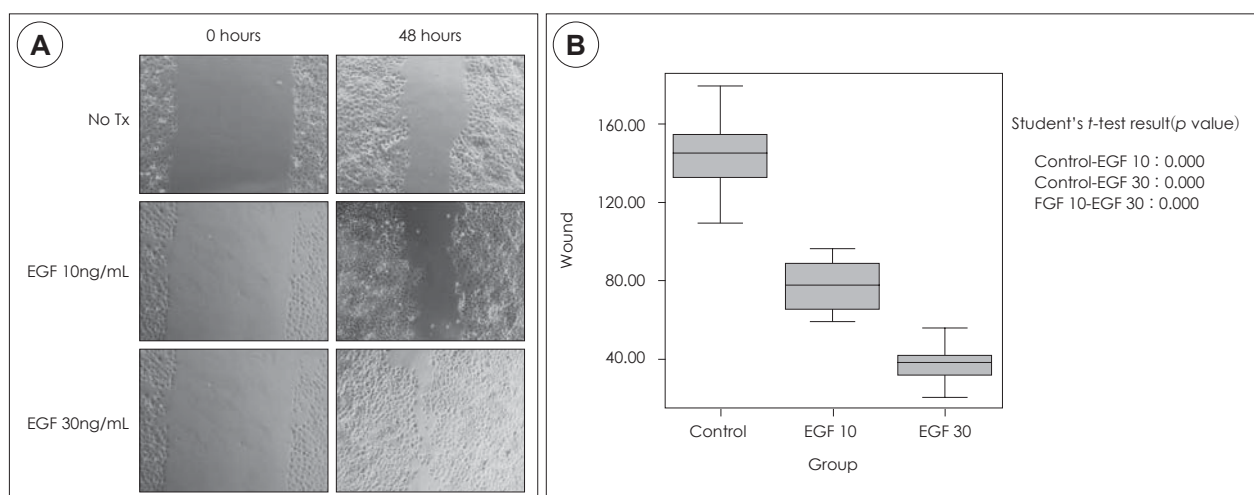 A
0 hours 48 hours
No Tx
EGF 10ng/mL
EGF 30ng/mL
B
Wound
160.00
120.00
80.00
40.00
Control EGF 10 EGF 30
Group
Student's t-test result(p value)
Control-EGF 10 : 0.000
Control-EGF 30 : 0.000
FGF 10-EGF 30 : 0.000